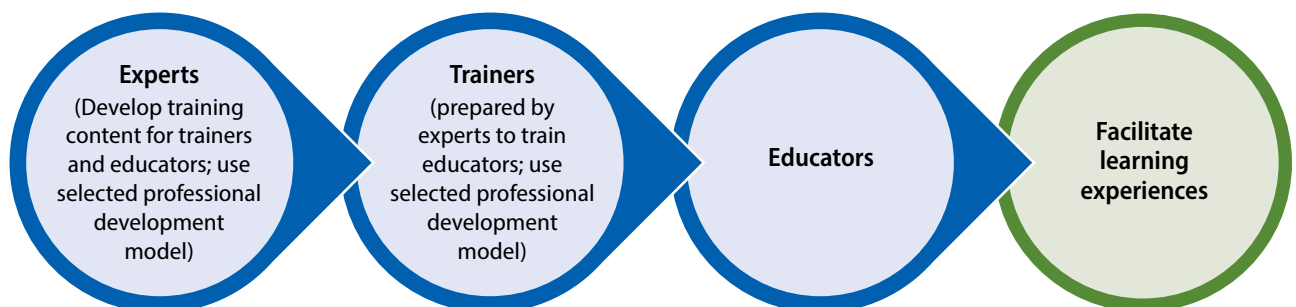 Experts
(Develop training
content for trainers
and educators; use
selected professional
development
model)
Trainers
(prepared by
experts to train
educators; use
selected professional
development
model)
Educators
Facilitate
learning
experiences